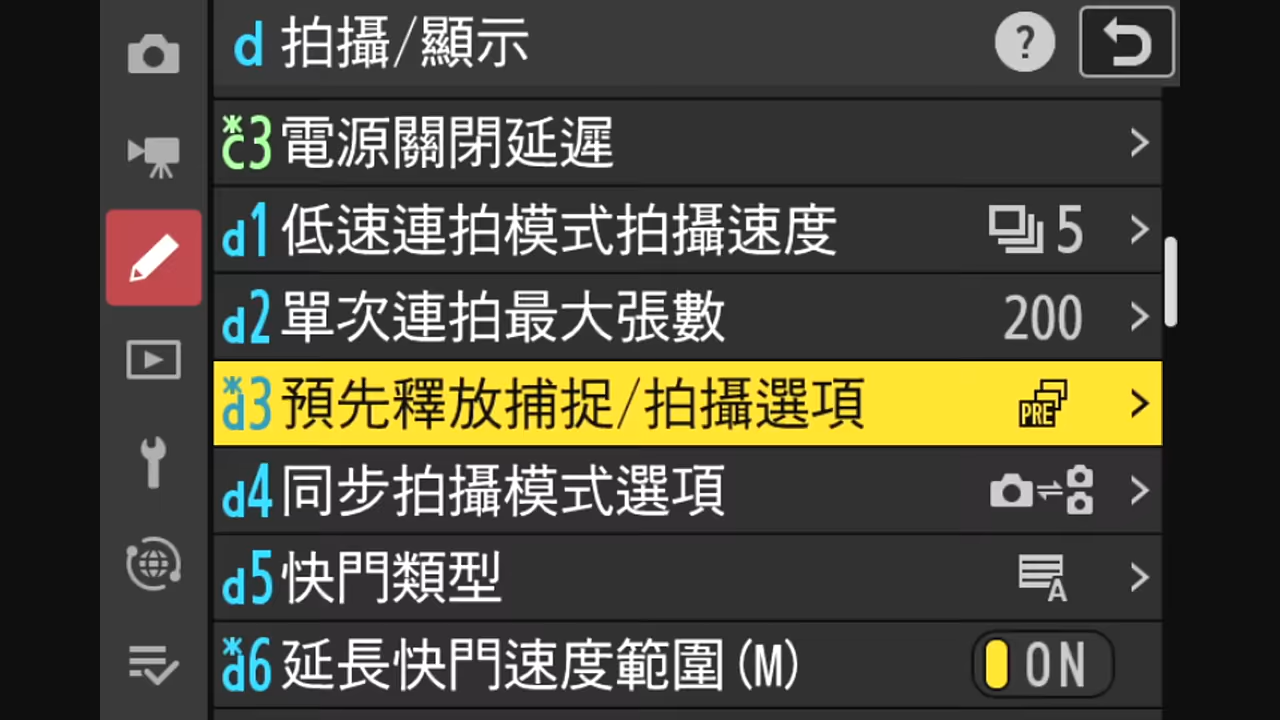 d 拍攝/顯示 ?
c3 電源關閉延遲
d1 低速連拍模式拍攝速度 5
d2 單次連拍最大張數 200
d3 預先釋放捕捉/拍攝選項 PRE
d4 同步拍攝模式選項
d5 快門類型 A
d6 延長快門速度範圍(M) ON